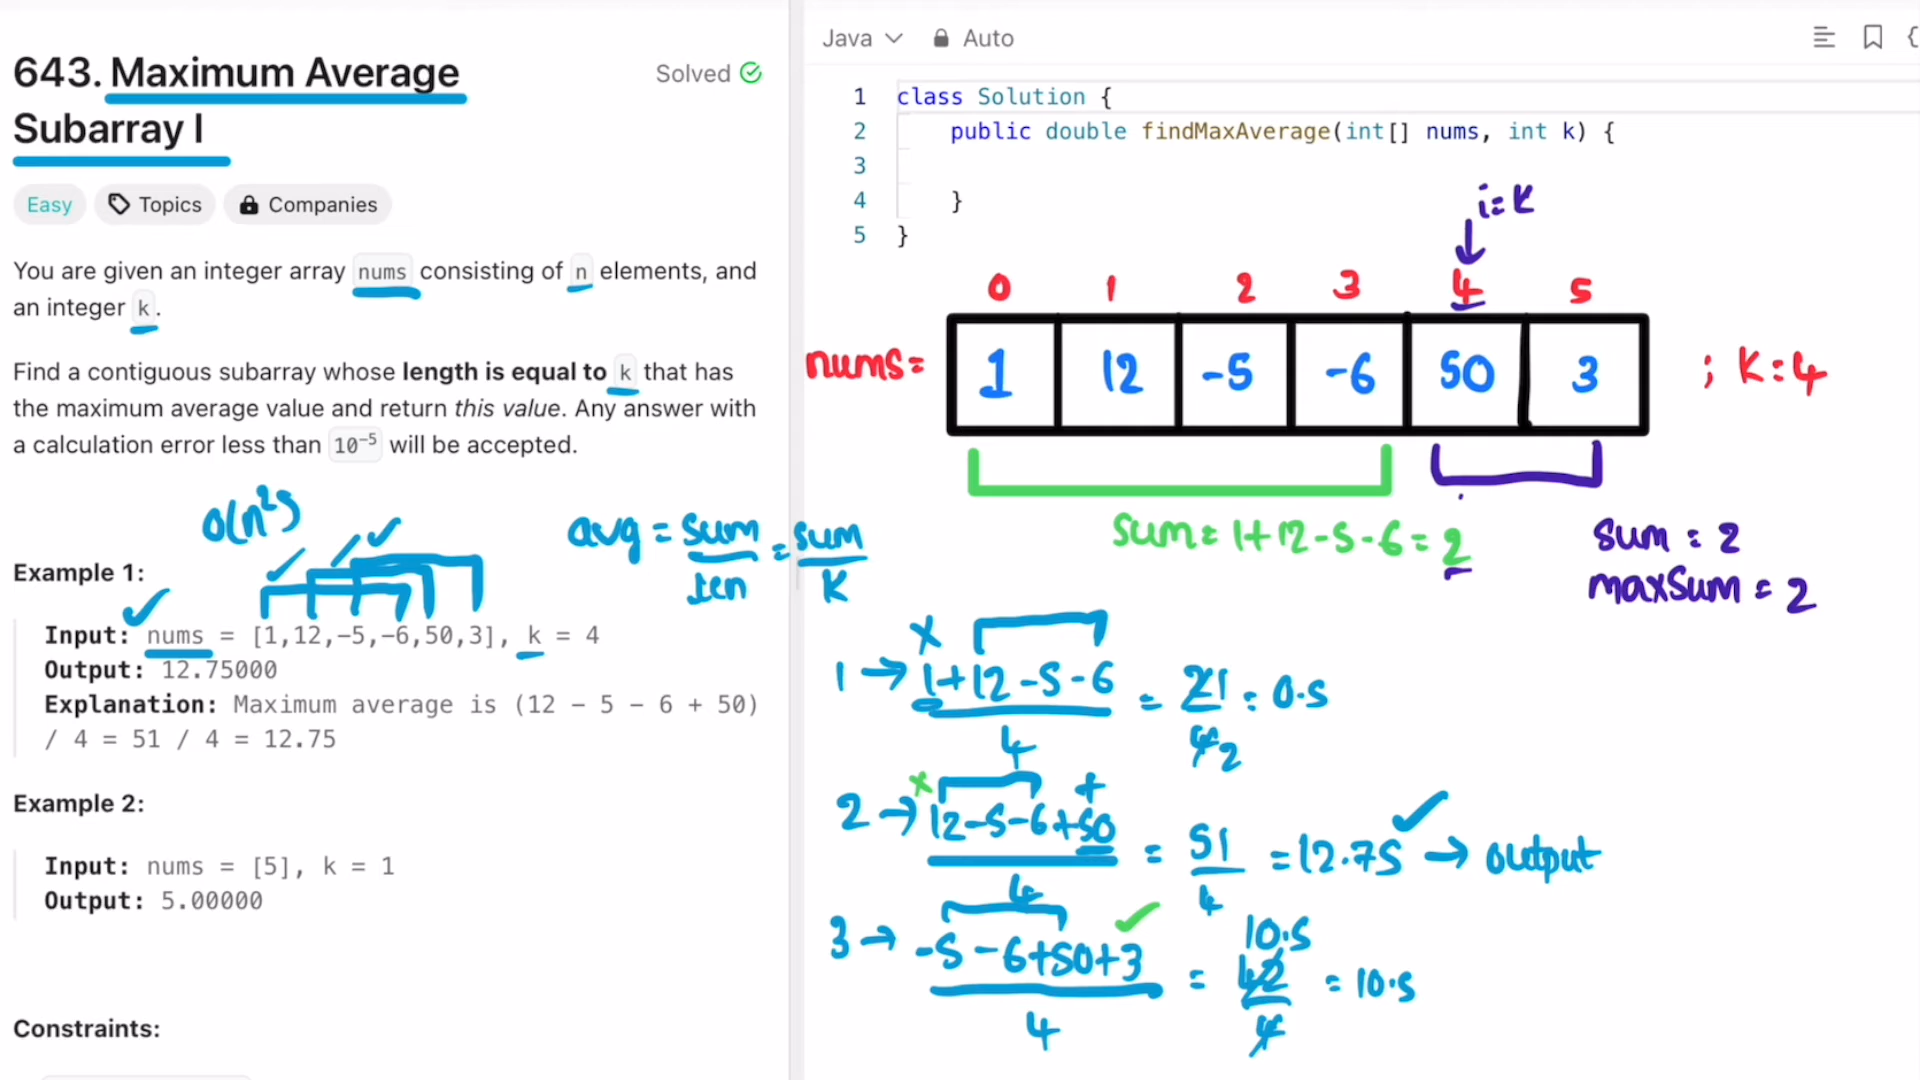 643. Maximum Average
Subarray I
Solved
Easy
Topics
Companies
You are given an integer array nums consisting of n elements, and
an integer k.
Find a contiguous subarray whose length is equal to k that has
the maximum average value and return this value. Any answer with
a calculation error less than 10⁻⁵ will be accepted.
O(n²)
avg = sum/len = sum/K
Example 1:
Input: nums = [1,12,-5,-6,50,3], k = 4
Output: 12.75000
Explanation: Maximum average is (12 - 5 - 6 + 50)
/ 4 = 51 / 4 = 12.75
Example 2:
Input: nums = [5], k = 1
Output: 5.00000
Constraints:
Java
Auto
1 class Solution {
2 public double findMaxAverage(int[] nums, int k) {
3
4 }
5 }
i=K
0 1 2 3 4 5
nums= 1 12 -5 -6 50 3 ; K=4
sum= 1+12-5-6=2
sum = 2
maxSum = 2
x
1→ 1+12-5-6/4 = 21/42 = 0.5
x +
2→ 12-5-6+50/4 = 51/4 =12.75 → output
10.5
3→ -5-6+50+3/4 = 42/4 = 10.5